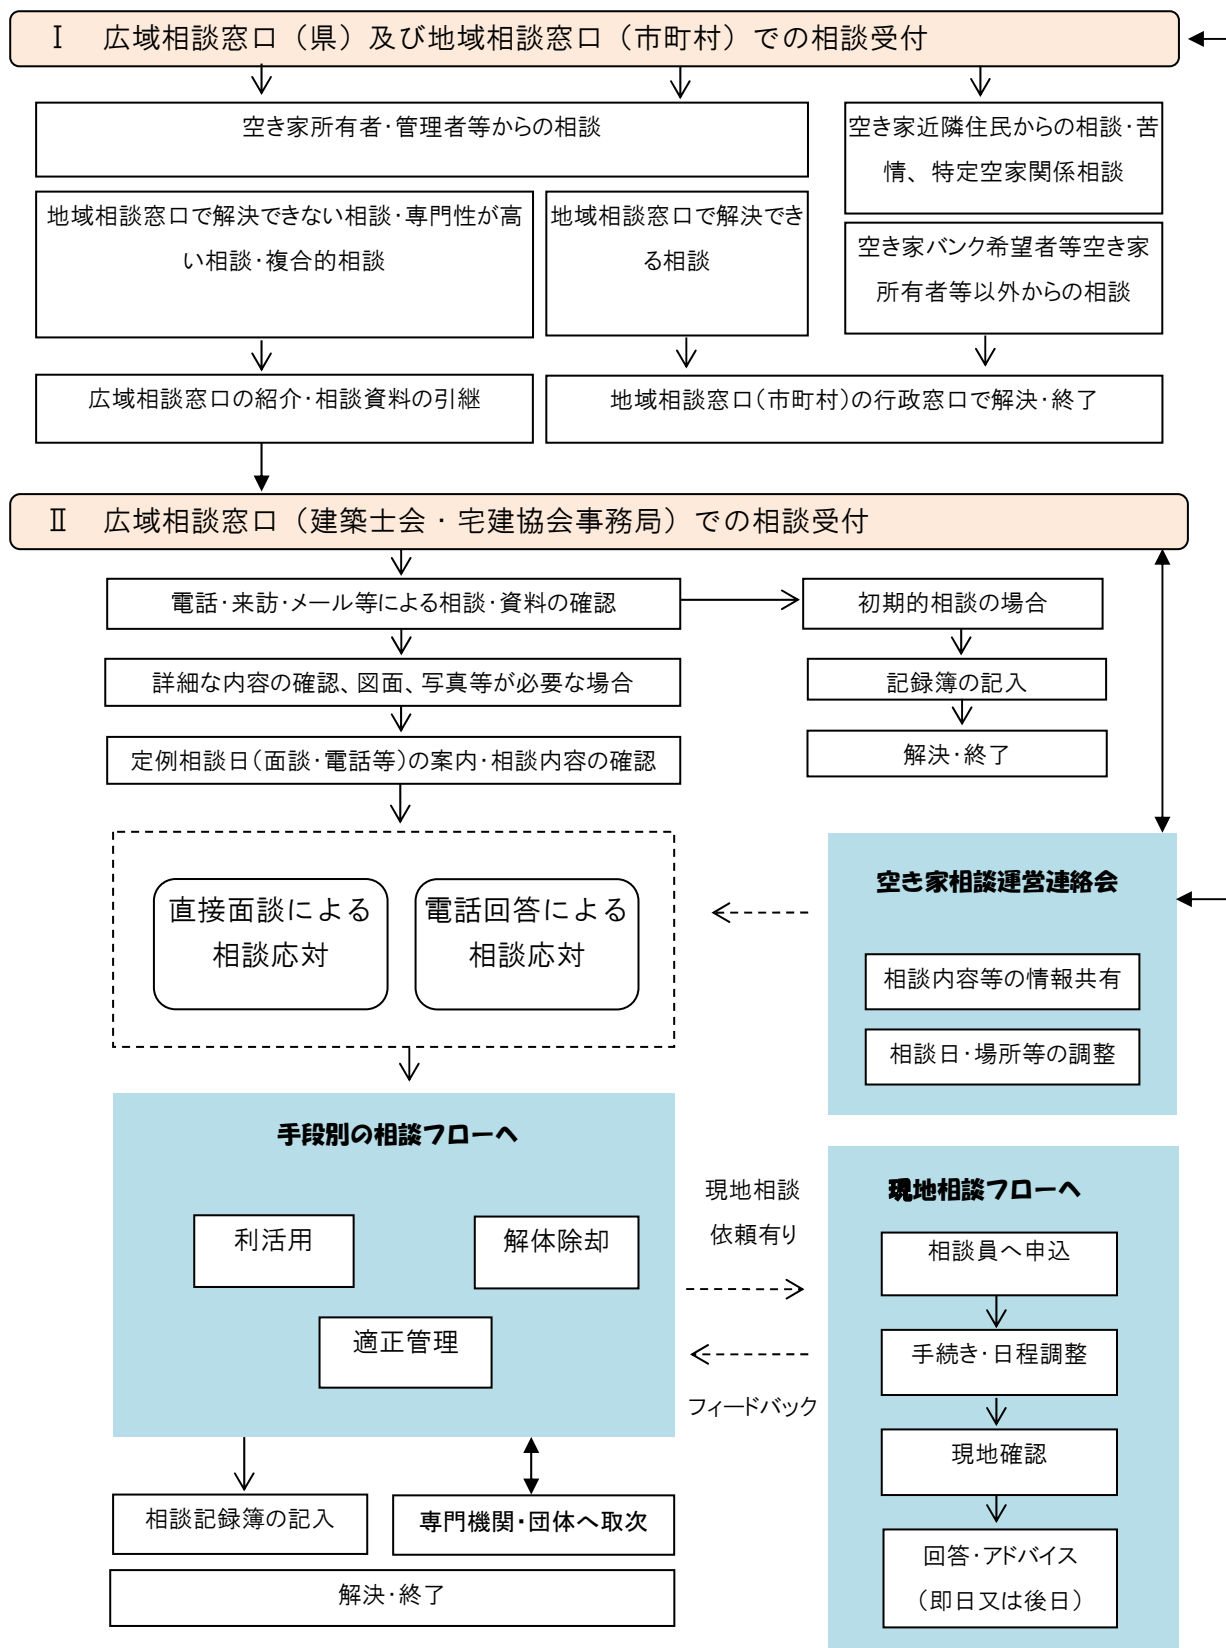 Ⅰ 広域相談窓口（県）及び地域相談窓口（市町村）での相談受付
空き家所有者・管理者等からの相談
空き家近隣住民からの相談・苦
情、特定空家関係相談
地域相談窓口で解決できない相談・専門性が高
い相談・複合的相談
地域相談窓口で解決でき
る相談
空き家バンク希望者等空き家
所有者等以外からの相談
広域相談窓口の紹介・相談資料の引継
地域相談窓口（市町村）の行政窓口で解決・終了
Ⅱ 広域相談窓口（建築士会・宅建協会事務局）での相談受付
電話・来訪・メール等による相談・資料の確認
初期的相談の場合
詳細な内容の確認、図面、写真等が必要な場合
記録簿の記入
定例相談日（面談・電話等）の案内・相談内容の確認
解決・終了
直接面談による
相談応対
電話回答による
相談応対
空き家相談運営連絡会
相談内容等の情報共有
相談日・場所等の調整
手段別の相談フローへ
利活用
解体除却
適正管理
現地相談
依頼有り
フィードバック
現地相談フローへ
相談員へ申込
手続き・日程調整
現地確認
回答・アドバイス
（即日又は後日）
相談記録簿の記入
専門機関・団体へ取次
解決・終了